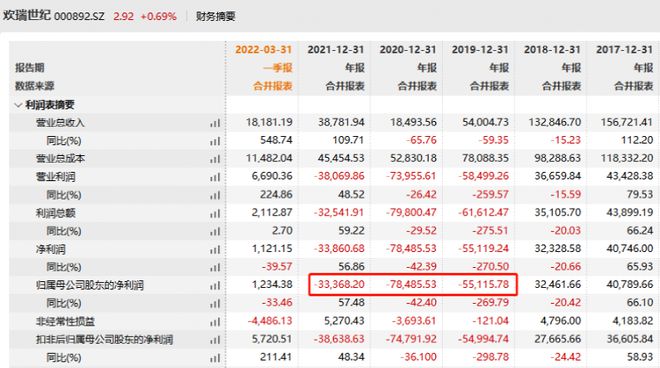 欢瑞世纪 000892.SZ 2.92 +0.69% 财务摘要
2022-03-31 2021-12-31 2020-12-31 2019-12-31 2018-12-31 2017-12-31
报告期 一季报 年报 年报 年报 年报 年报
数据来源 合并报表 合并报表 合并报表 合并报表 合并报表 合并报表
利润表摘要
营业总收入 18,181.19 38,781.94 18,493.56 54,004.73 132,846.70 156,721.41
同比(%) 548.74 109.71 -65.76 -59.35 -15.23 112.20
营业总成本 11,482.04 45,454.53 52,830.18 78,088.35 98,288.63 118,332.20
营业利润 6,690.36 -38,069.86 -73,955.61 -58,499.26 36,659.84 43,428.38
同比(%) 224.86 48.52 -26.42 -259.57 -15.59 79.53
利润总额 2,112.87 -32,541.91 -79,800.47 -61,612.47 35,105.70 43,899.19
同比(%) 2.70 59.22 -29.52 -275.51 -20.03 66.24
净利润 1,121.15 -33,860.68 -78,485.53 -55,119.24 32,328.58 40,746.00
同比(%) -39.57 56.86 -42.39 -270.50 -20.66 65.93
归属母公司股东的净利润 1,234.38 -33,368.20 -78,485.53 -55,115.78 32,461.66 40,789.66
同比(%) -33.46 57.48 -42.40 -269.79 -20.42 66.10
非经常性损益 -4,486.13 5,270.43 -3,693.61 -121.04 4,796.00 4,183.82
扣非后归属母公司股东的净利润 5,720.51 -38,638.63 -74,791.92 -54,994.74 27,665.66 36,605.84
同比(%) 211.41 48.34 -36.100 -298.78 -24.42 58.93